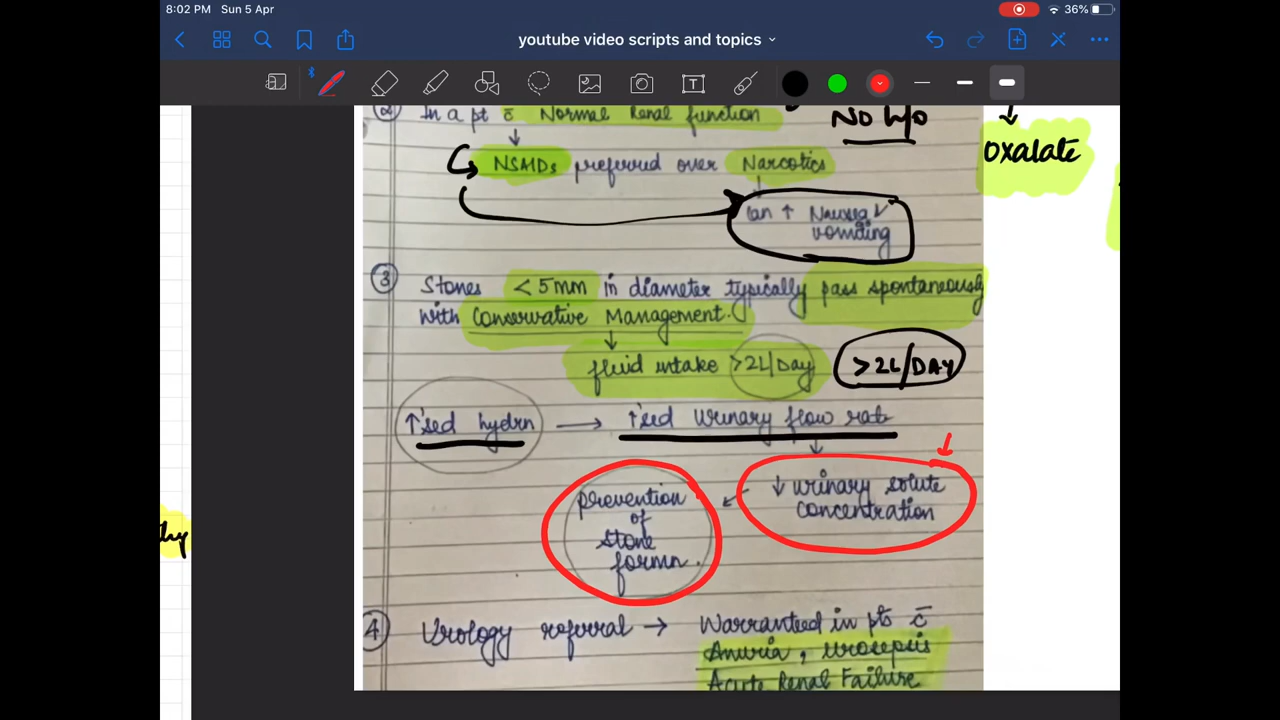 8:02 PM Sun 5 Apr
36%
youtube video scripts and topics
T
② In a pt c̄ Normal Renal function
No h/o
oxalate
NSAIDs preferred over Narcotics
Can ↑ Nausea
vomiting
③ Stones < 5mm in diameter typically pass spontaneously
with Conservative Management.
fluid intake >2L/Day
>2L/DAY
↑'sed hydrn → ↑'sed Urinary flow rate
↓ urinary solute
concentration
prevention
of
stone
formn.
④ Urology referral → Warranted in pts c̄
Anuria, urosepsis
Acute Renal Failure